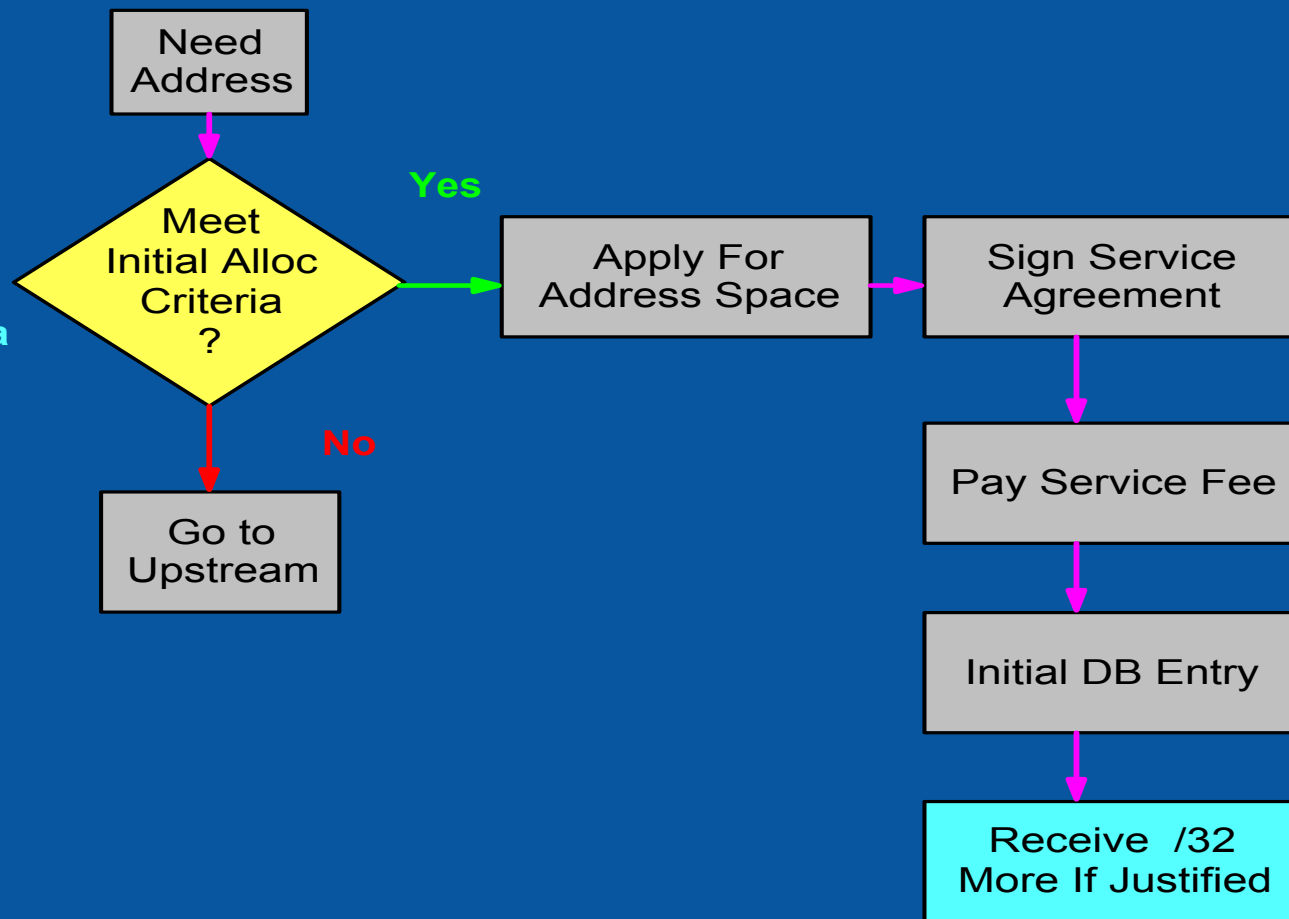 Need
Address
Meet
Initial Alloc
Criteria
?
Yes
No
Go to
Upstream
Apply For
Address Space
Sign Service
Agreement
Pay Service Fee
Initial DB Entry
Receive /32
More If Justified